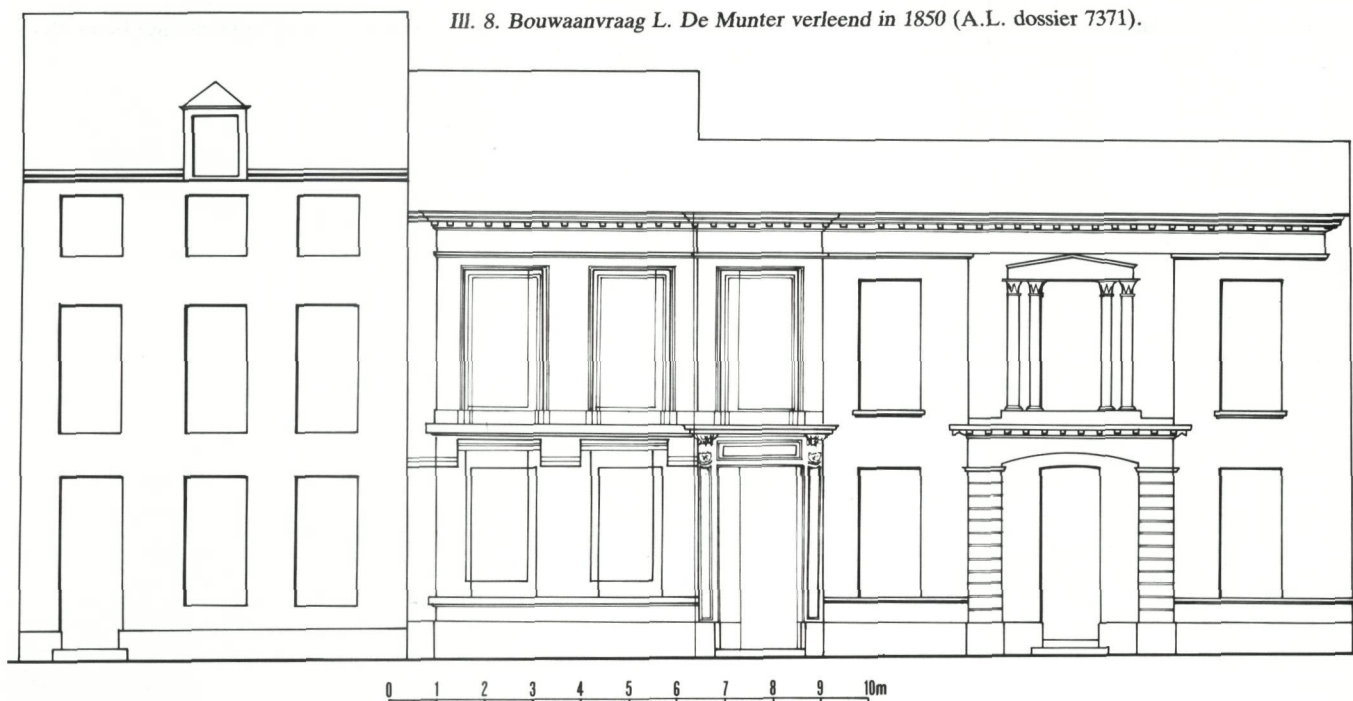 Ill. 8. Bouwaanvraag L. De Munter verleend in 1850 (A.L. dossier 7371).
0 1 2 3 4 5 6 7 8 9 10m